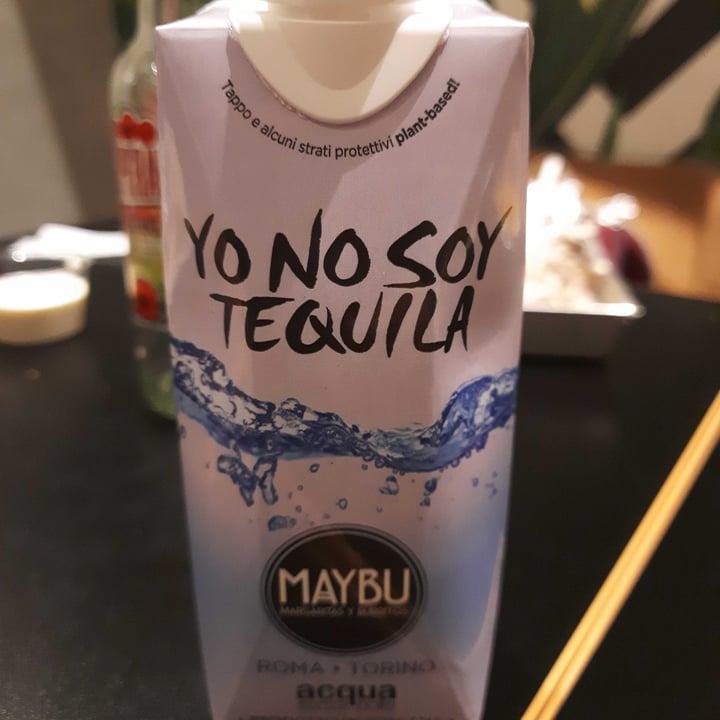 Tappo e alcuni strati protettivi plant-based!
YO NO SOY
TEQUILA
MAYBU
MARGARITAS Y BURRITOS
ROMA • TORINO
acqua